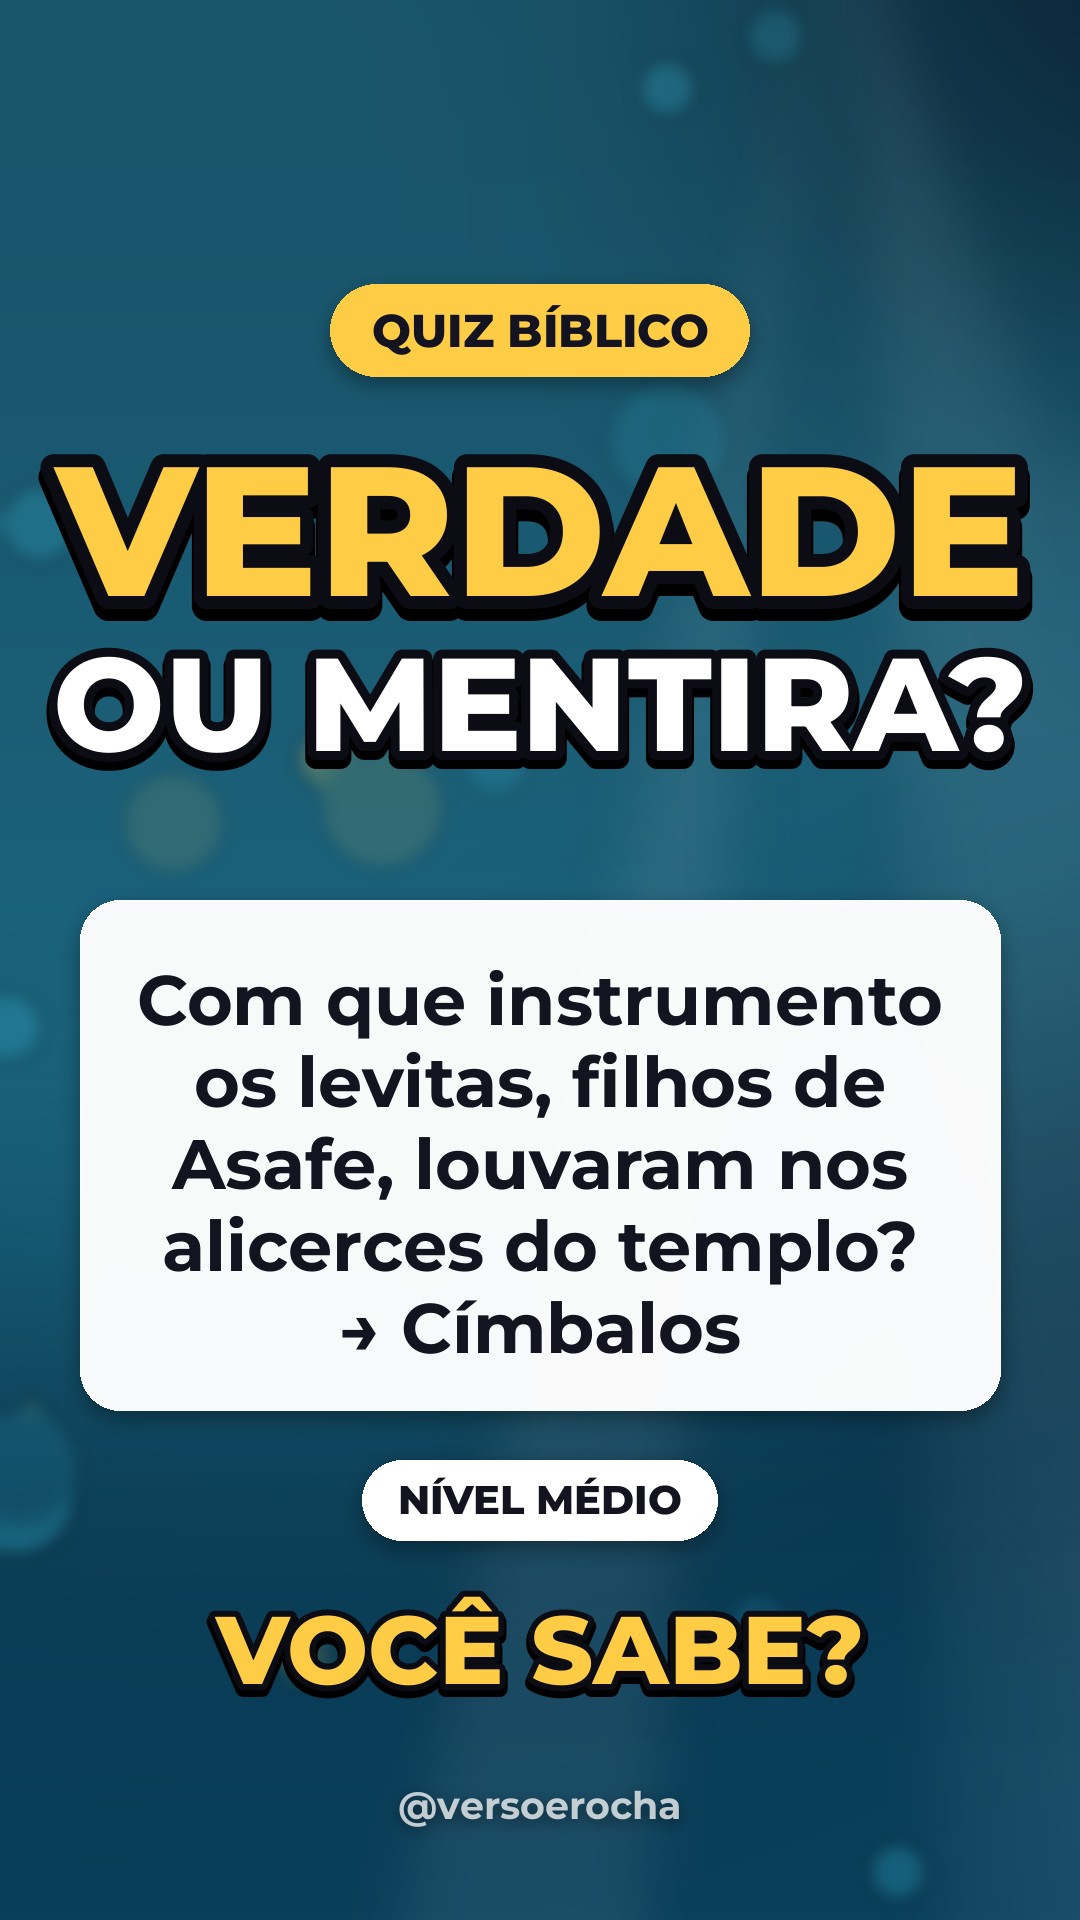 QUIZ BÍBLICO
VERDADE
OU MENTIRA?
Com que instrumento
os levitas, filhos de
Asafe, louvaram nos
alicerces do templo?
→ Címbalos
NÍVEL MÉDIO
VOCÊ SABE?
@versoerocha